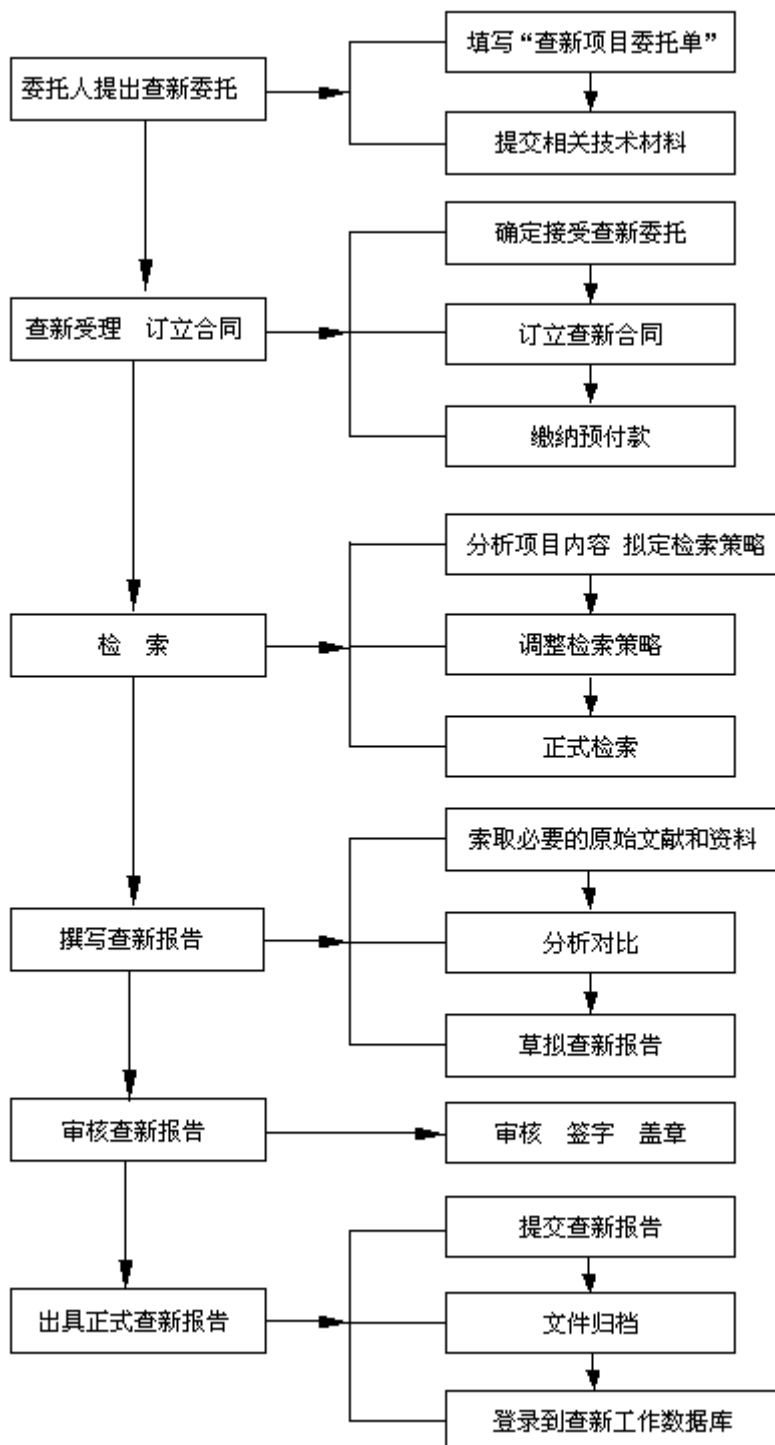 填写“查新项目委托单”
委托人提出查新委托
提交相关技术材料
确定接受查新委托
查新受理 订立合同
订立查新合同
缴纳预付款
分析项目内容 拟定检索策略
检 索
调整检索策略
正式检索
索取必要的原始文献和资料
撰写查新报告
分析对比
草拟查新报告
审核查新报告
审核 签字 盖章
提交查新报告
出具正式查新报告
文件归档
登录到查新工作数据库